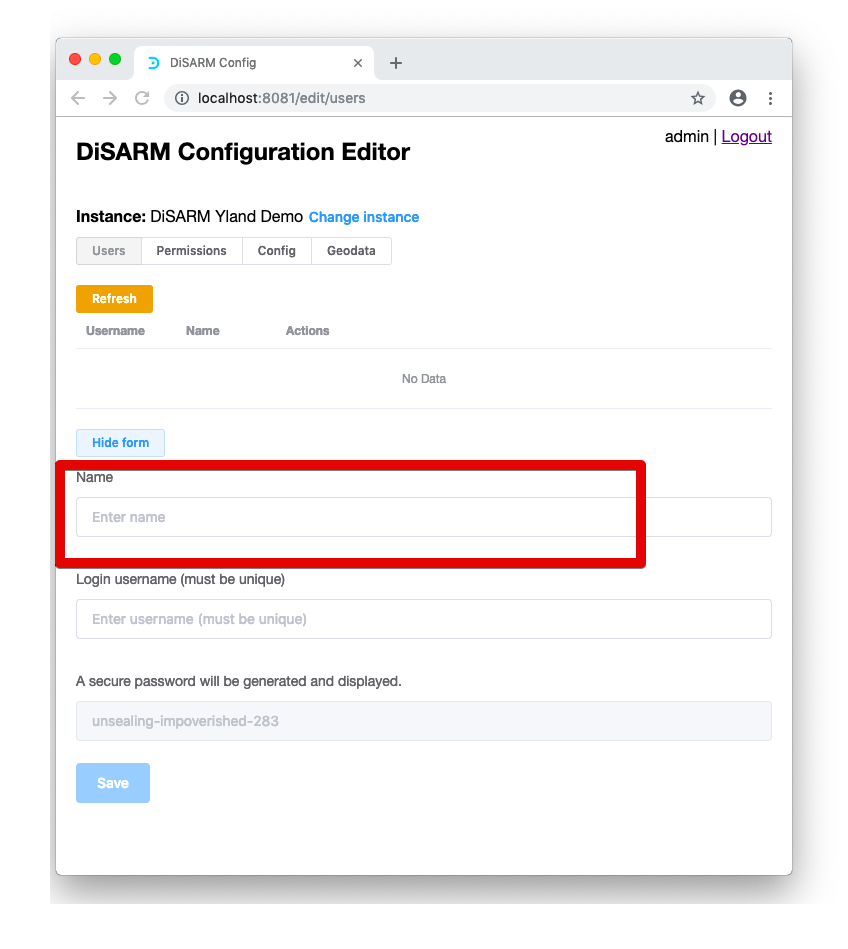 DiSARM Config
localhost:8081/edit/users
admin | Logout
DiSARM Configuration Editor
Instance: DiSARM Yland Demo Change instance
Users Permissions Config Geodata
Refresh
Username Name Actions
No Data
Hide form
Name
Enter name
Login username (must be unique)
Enter username (must be unique)
A secure password will be generated and displayed.
unsealing-impoverished-283
Save